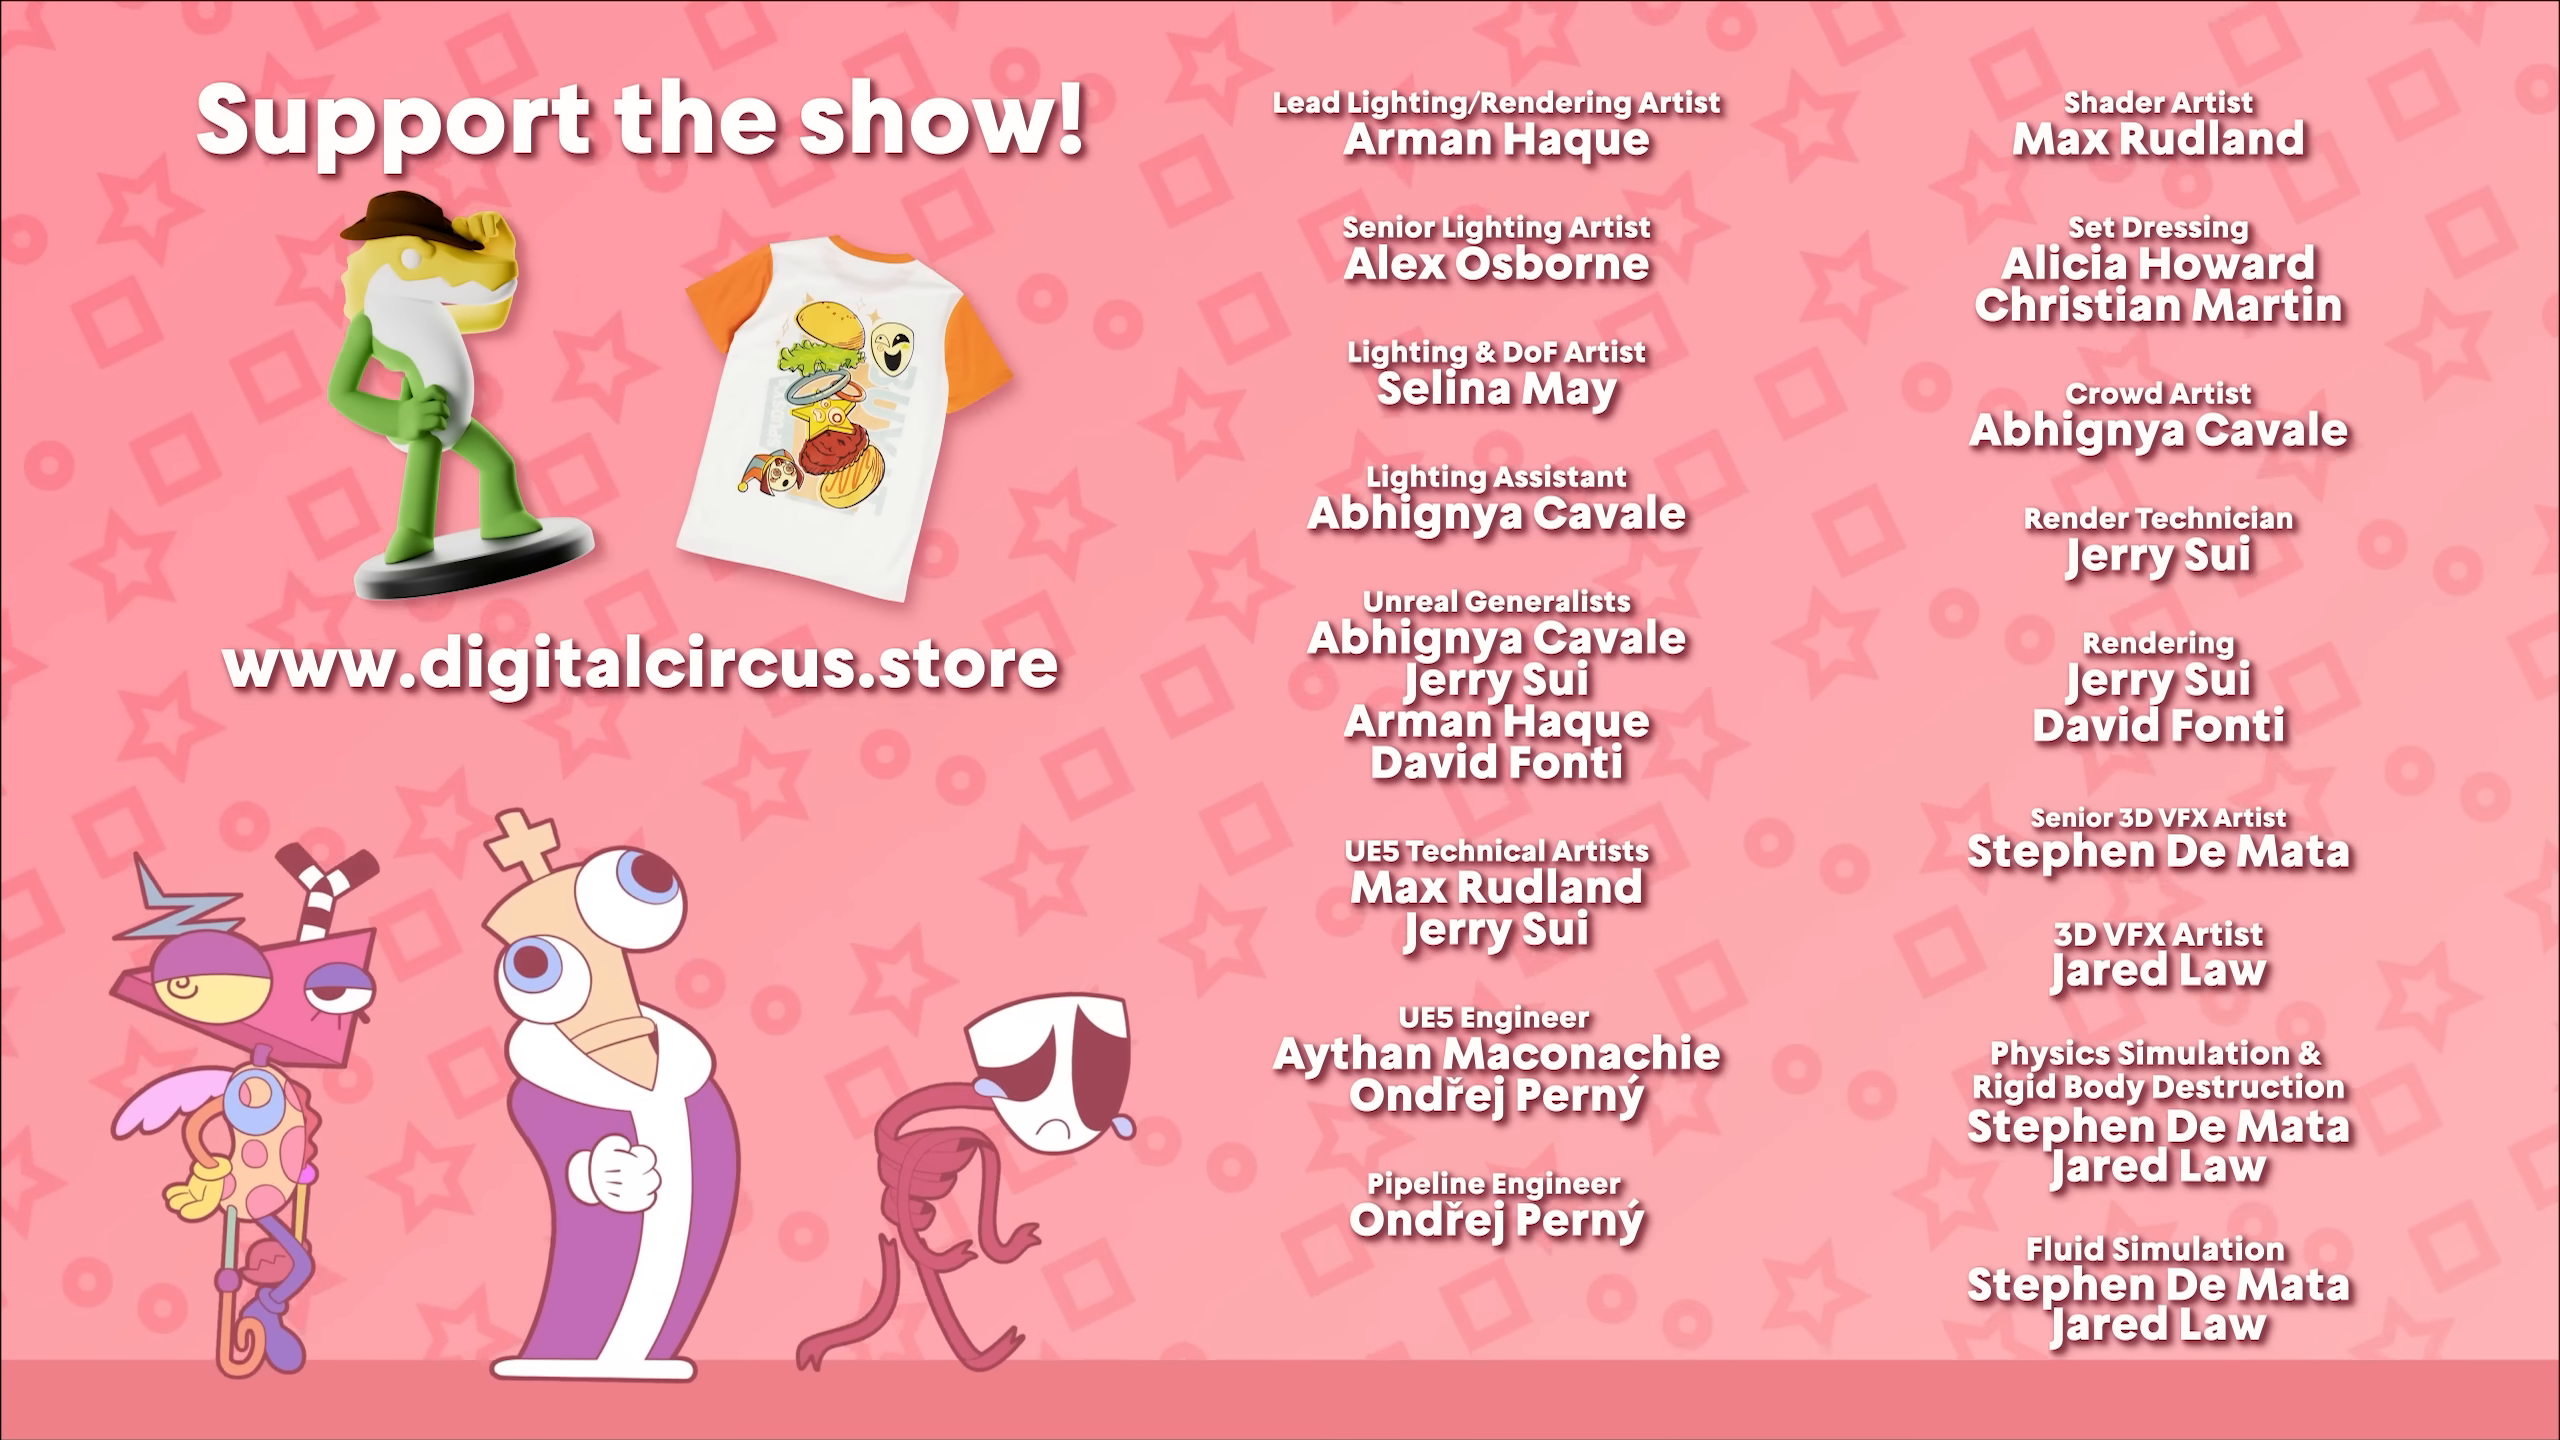 Support the show!
www.digitalcircus.store
Lead Lighting/Rendering Artist
Arman Haque
Senior Lighting Artist
Alex Osborne
Lighting & DoF Artist
Selina May
Lighting Assistant
Abhignya Cavale
Unreal Generalists
Abhignya Cavale
Jerry Sui
Arman Haque
David Fonti
UE5 Technical Artists
Max Rudland
Jerry Sui
UE5 Engineer
Aythan Maconachie
Ondřej Perný
Pipeline Engineer
Ondřej Perný
Shader Artist
Max Rudland
Set Dressing
Alicia Howard
Christian Martin
Crowd Artist
Abhignya Cavale
Render Technician
Jerry Sui
Rendering
Jerry Sui
David Fonti
Senior 3D VFX Artist
Stephen De Mata
3D VFX Artist
Jared Law
Physics Simulation &
Rigid Body Destruction
Stephen De Mata
Jared Law
Fluid Simulation
Stephen De Mata
Jared Law